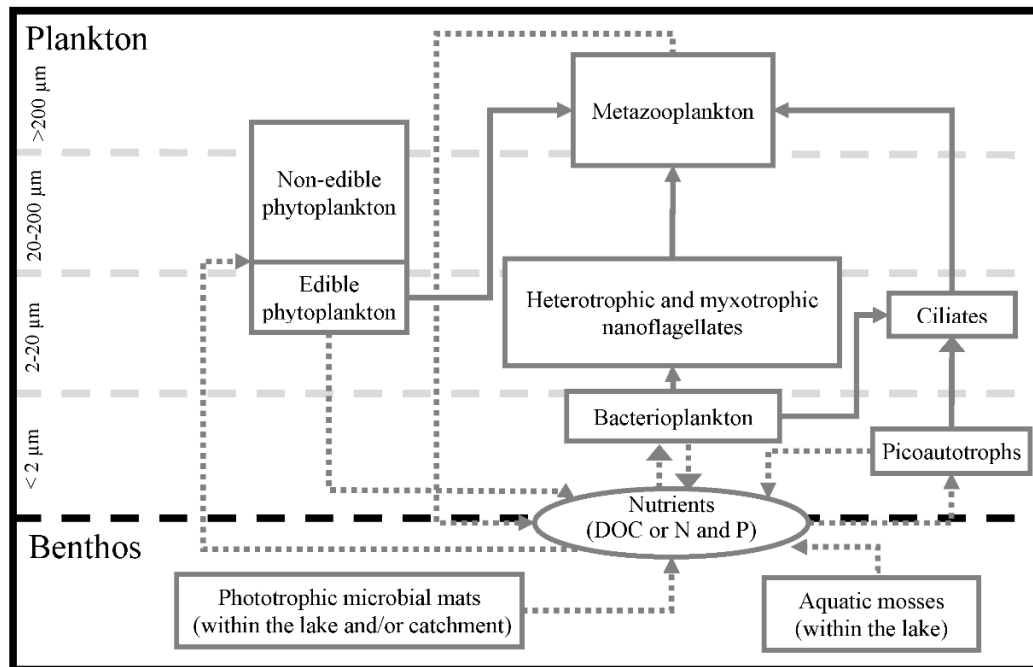 Plankton
>200 µm
Metazooplankton
Non-edible
phytoplankton
20-200 µm
Edible
phytoplankton
Heterotrophic and myxotrophic
nanoflagellates
Ciliates
2-20 µm
Bacterioplankton
Picoautotrophs
< 2 µm
Nutrients
(DOC or N and P)
Benthos
Phototrophic microbial mats
(within the lake and/or catchment)
Aquatic mosses
(within the lake)